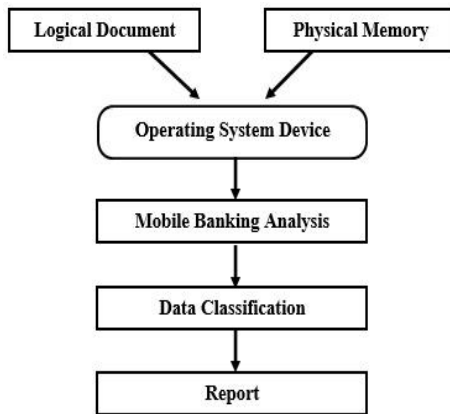 Logical Document
Physical Memory
Operating System Device
Mobile Banking Analysis
Data Classification
Report